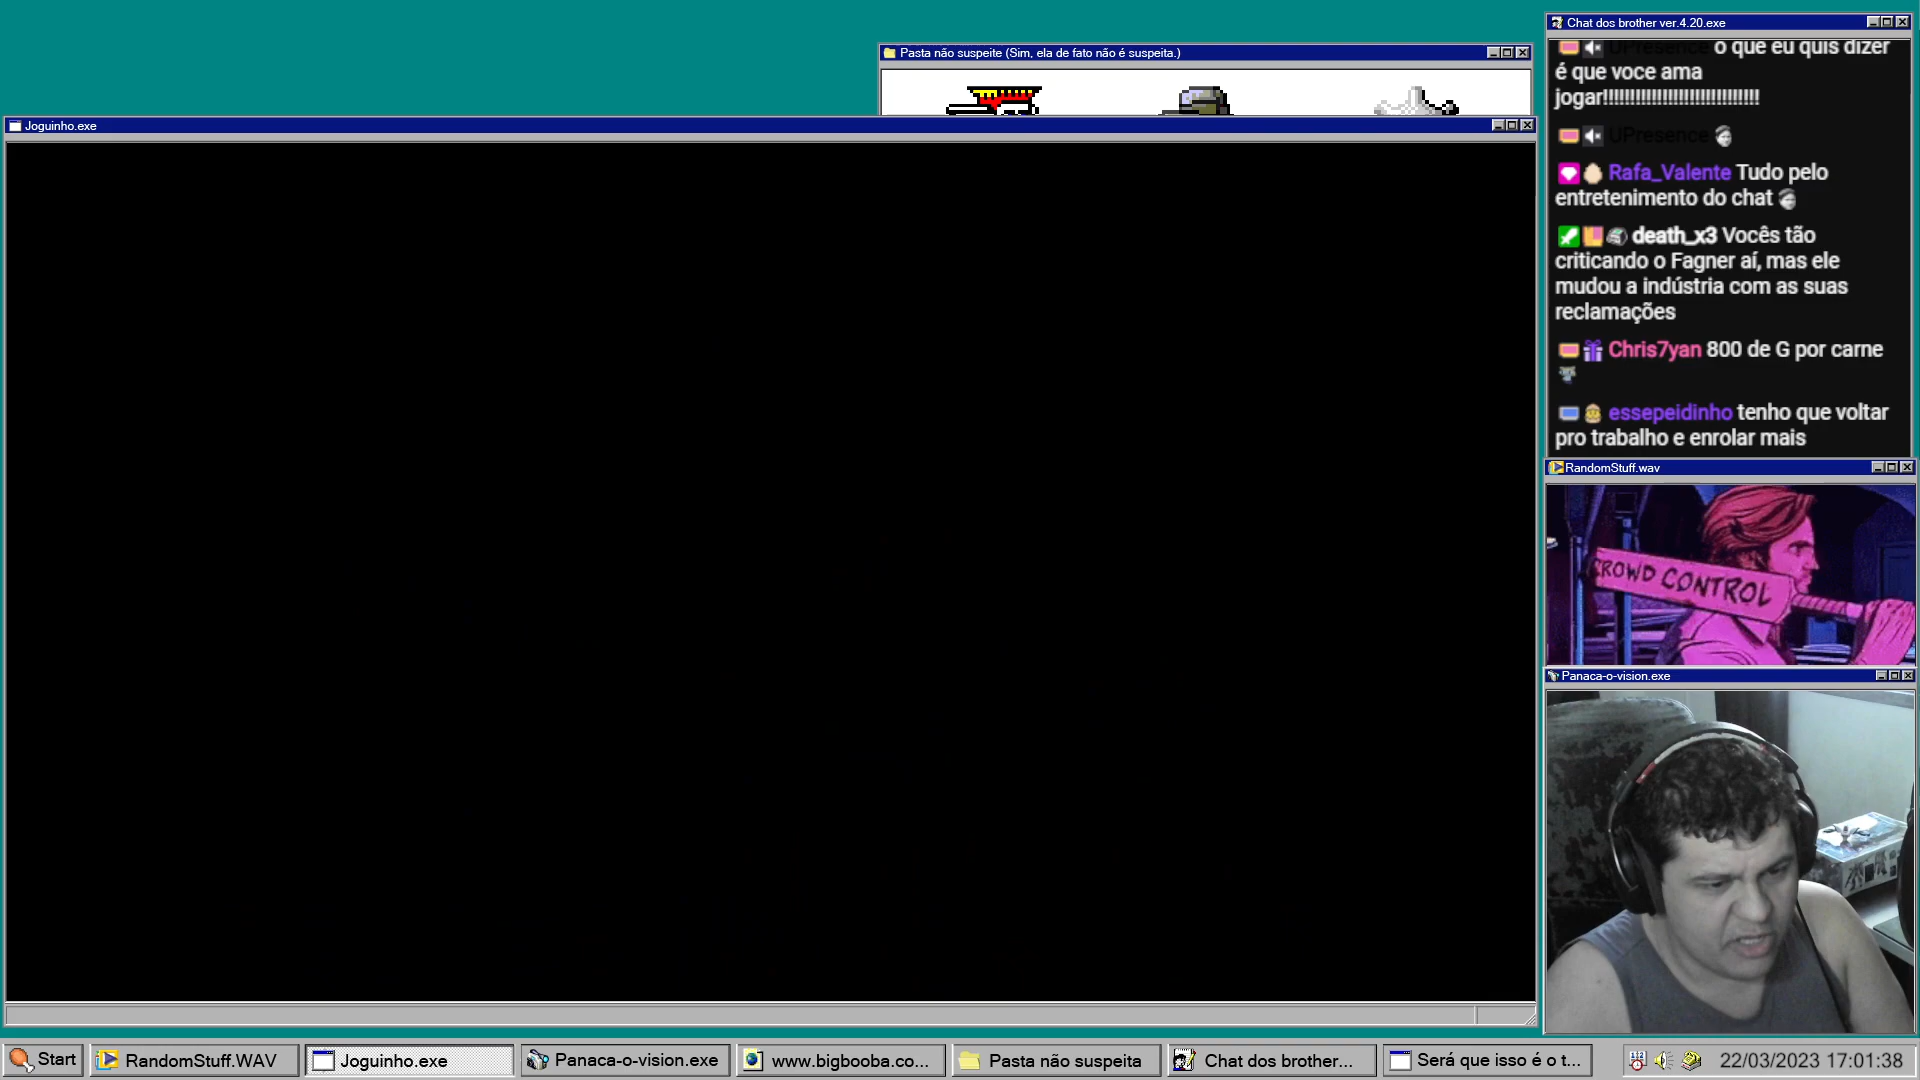 Chat dos brother ver.4.20.exe
Pasta não suspeite (Sim, ela de fato não é suspeita.)
Joguinho.exe
UPresence o que eu quis dizer
é que voce ama
jogar!!!!!!!!!!!!!!!!!!!!!!!!!!!!!
UPresence
Rafa_Valente Tudo pelo
entretenimento do chat
death_x3 Vocês tão
criticando o Fagner aí, mas ele
mudou a indústria com as suas
reclamações
Chris7yan 800 de G por carne
essepeidinho tenho que voltar
pro trabalho e enrolar mais
RandomStuff.wav
CROWD CONTROL
Panaca-o-vision.exe
Start
RandomStuff.WAV
Joguinho.exe
Panaca-o-vision.exe
www.bigbooba.co...
Pasta não suspeita
Chat dos brother...
Será que isso é o t...
22/03/2023 17:01:38